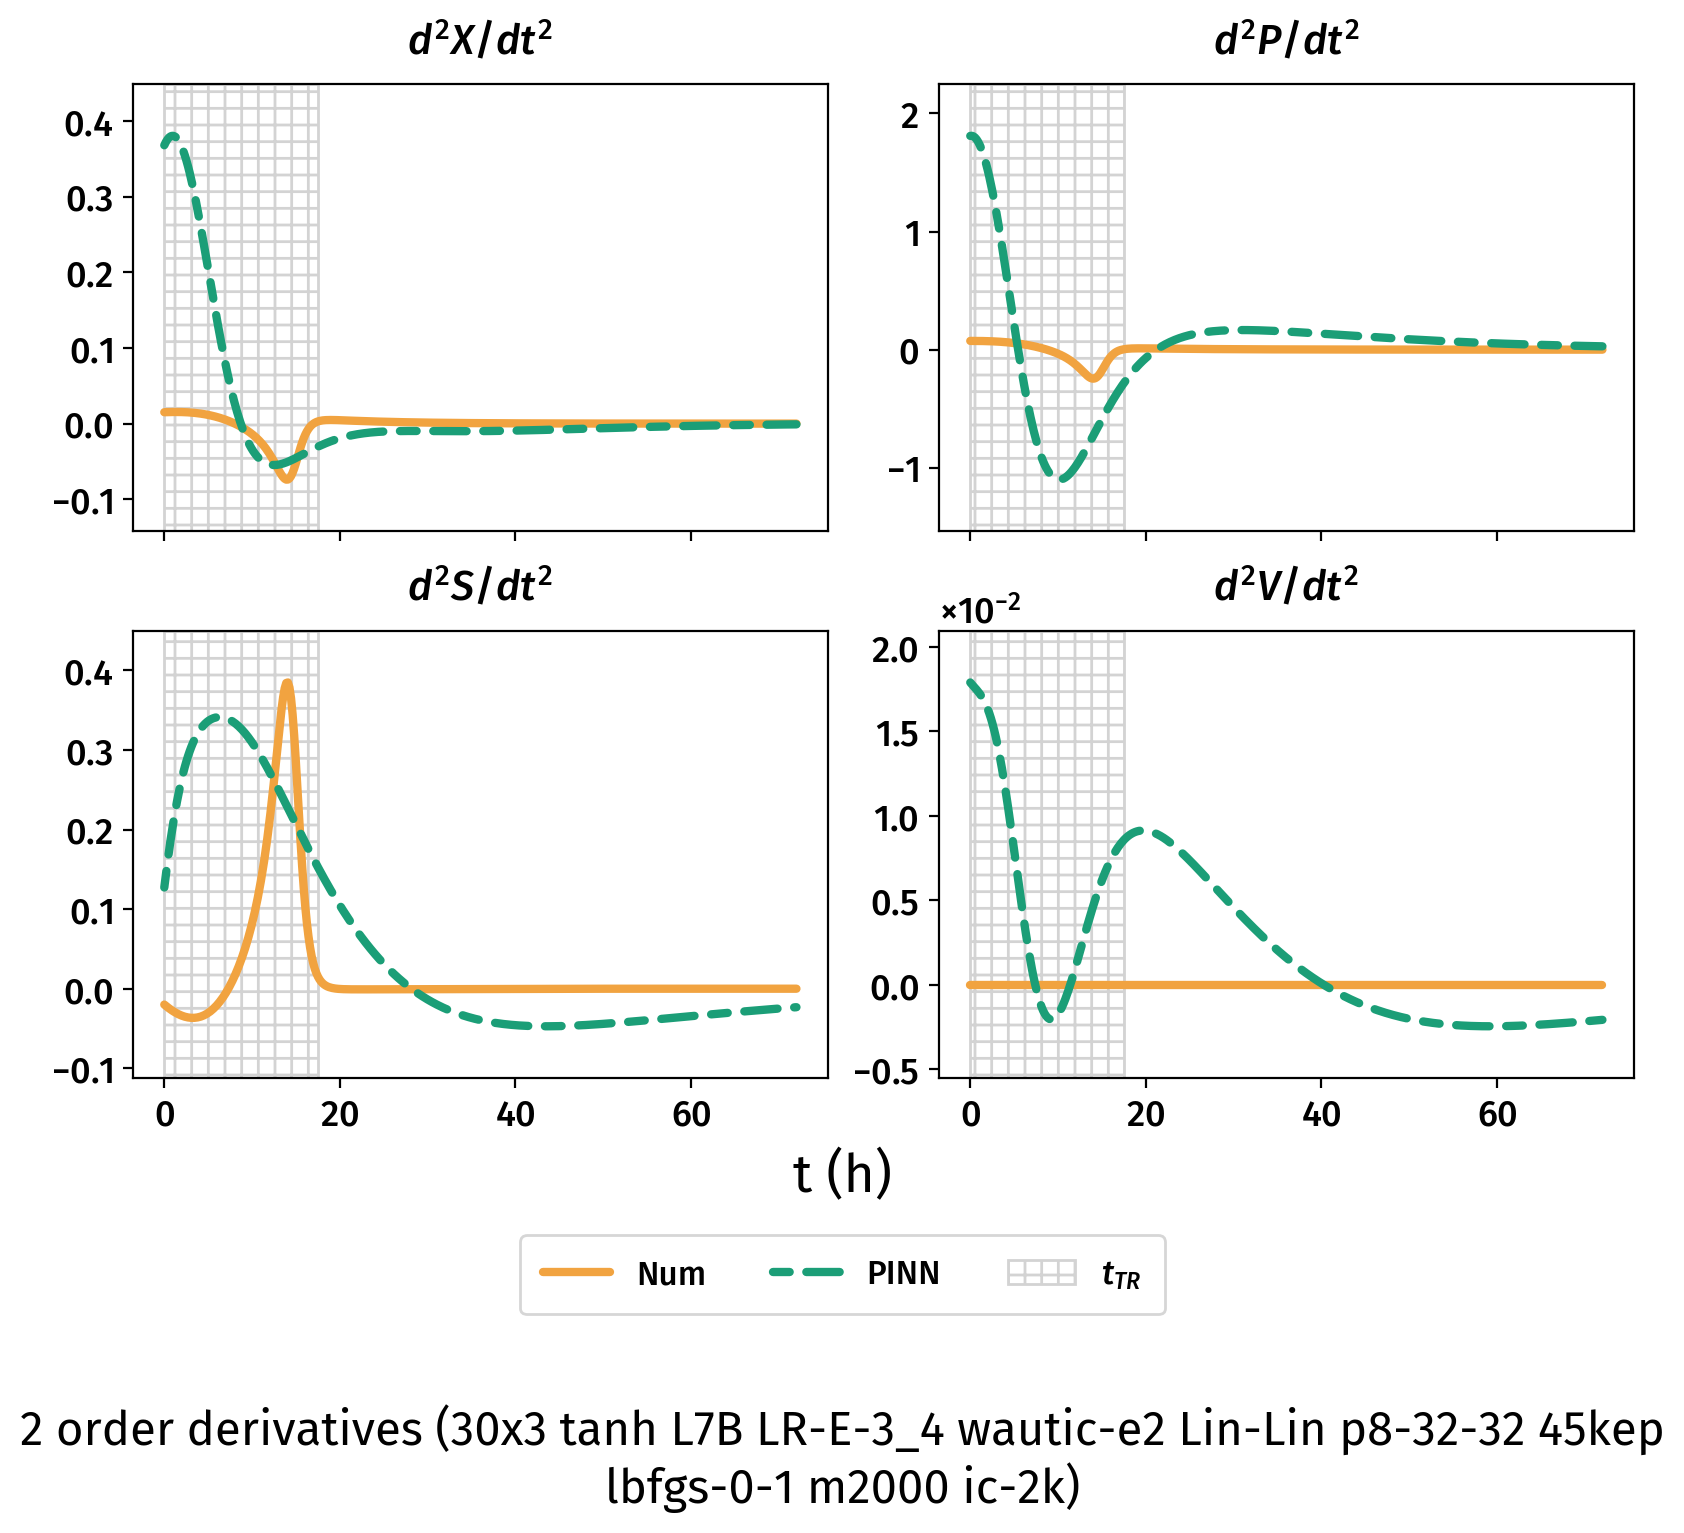 d²X/dt²
d²P/dt²
0.4
0.3
0.2
0.1
0.0
−0.1
2
1
0
−1
d²S/dt²
d²V/dt²
×10⁻²
0.4
0.3
0.2
0.1
0.0
−0.1
2.0
1.5
1.0
0.5
0.0
−0.5
0 20 40 60
0 20 40 60
t (h)
Num PINN t_TR
2 order derivatives (30x3 tanh L7B LR-E-3_4 wautic-e2 Lin-Lin p8-32-32 45kep
lbfgs-0-1 m2000 ic-2k)